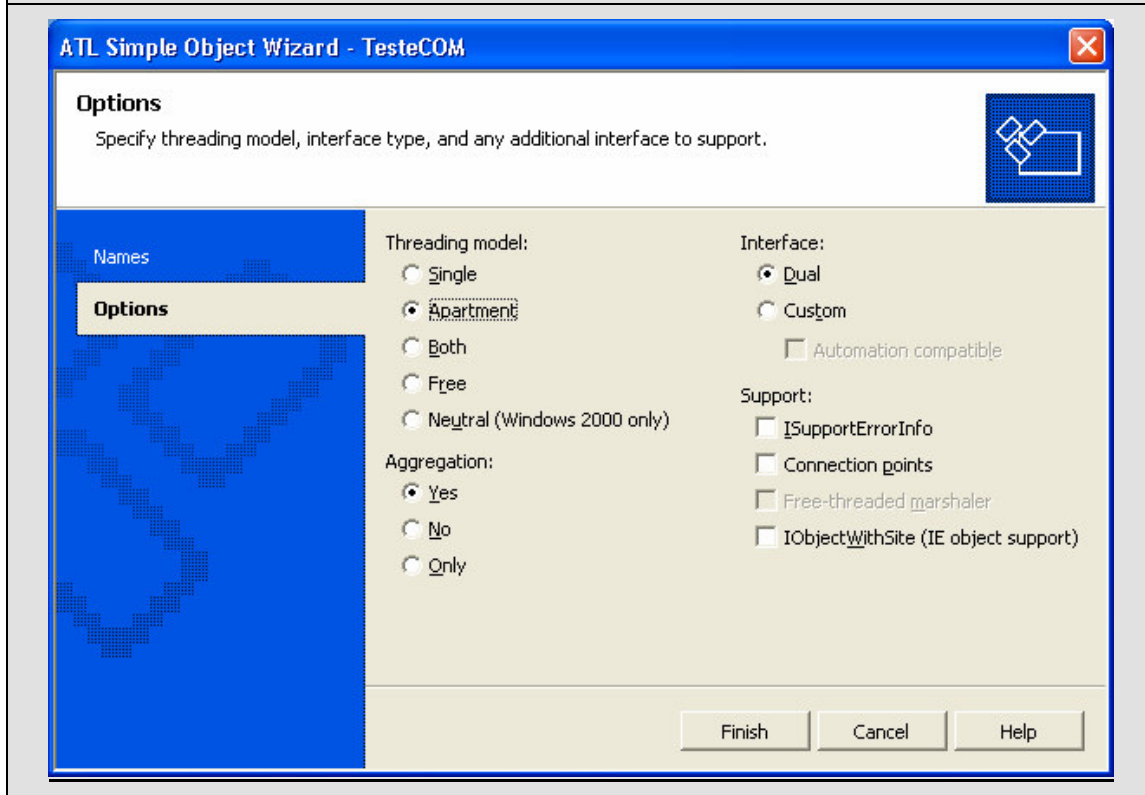 ATL Simple Object Wizard - TesteCOM
Options
Specify threading model, interface type, and any additional interface to support.
Names
Options
Threading model:
Single
Apartment
Both
Free
Neutral (Windows 2000 only)
Aggregation:
Yes
No
Only
Interface:
Dual
Custom
Automation compatible
Support:
ISupportErrorInfo
Connection points
Free-threaded marshaler
IObjectWithSite (IE object support)
Finish
Cancel
Help